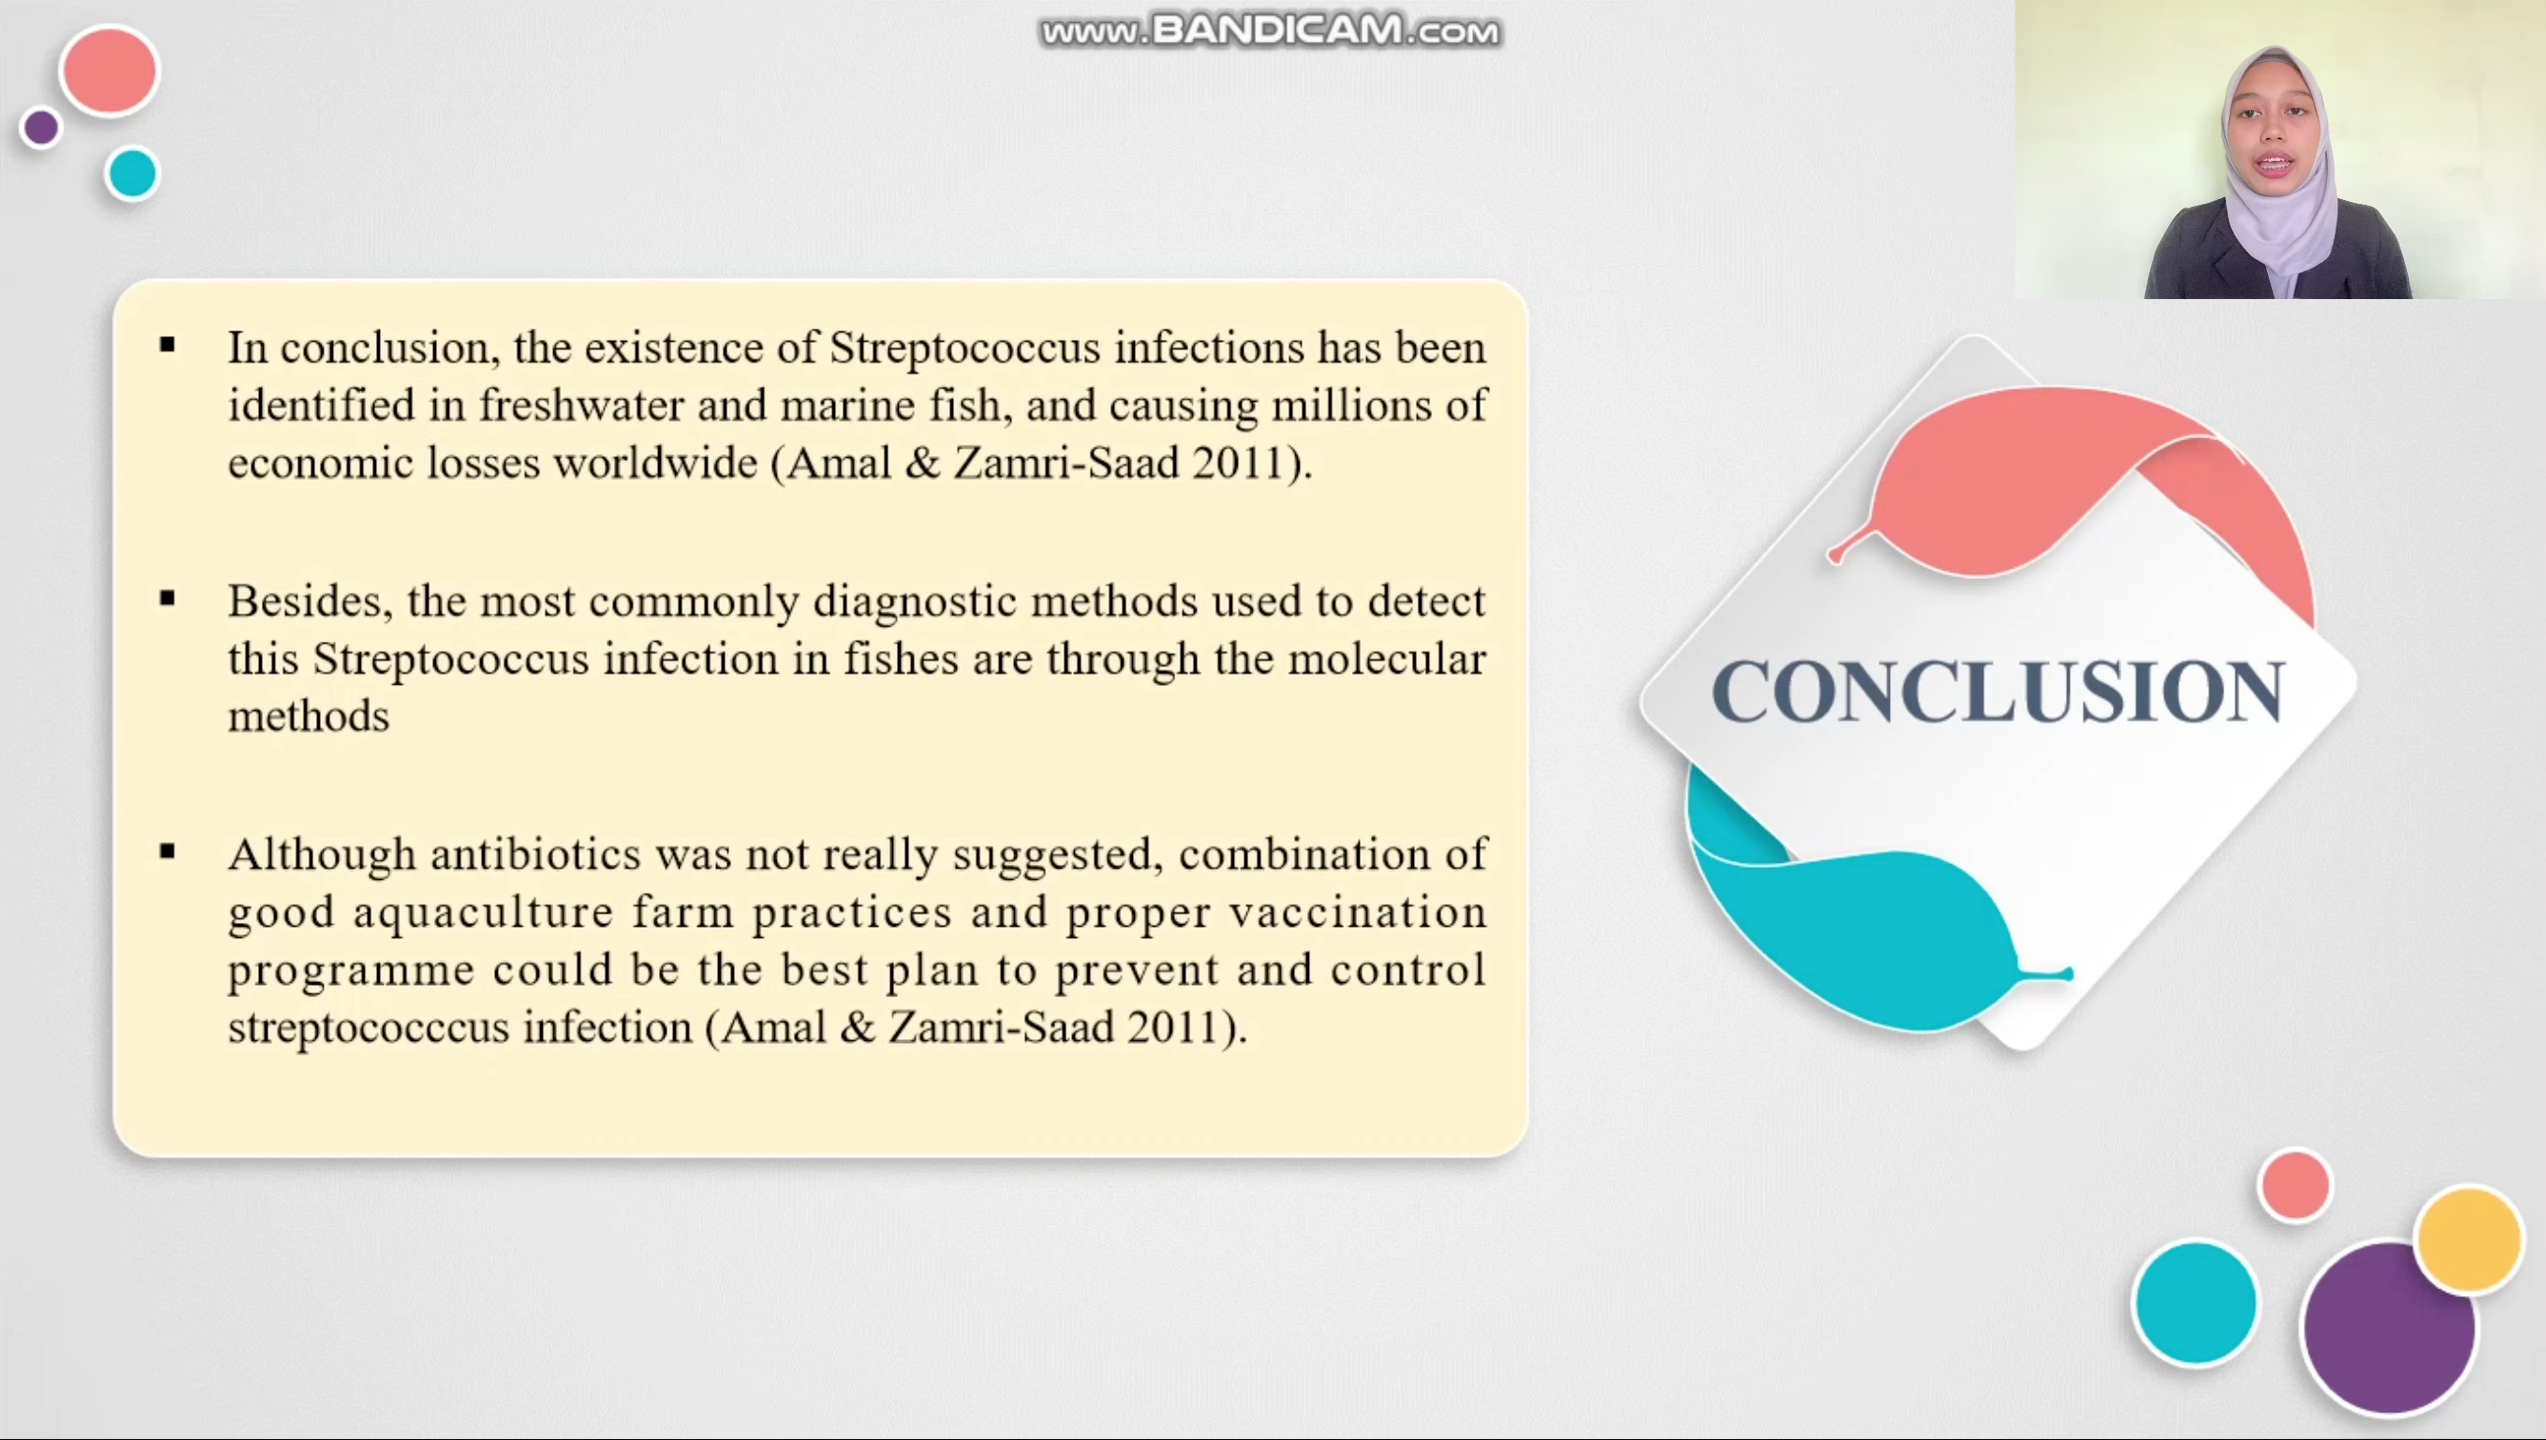 www.BANDICAM.com
▪ In conclusion, the existence of Streptococcus infections has been
identified in freshwater and marine fish, and causing millions of
economic losses worldwide (Amal & Zamri-Saad 2011).
▪ Besides, the most commonly diagnostic methods used to detect
this Streptococcus infection in fishes are through the molecular
methods
▪ Although antibiotics was not really suggested, combination of
good aquaculture farm practices and proper vaccination
programme could be the best plan to prevent and control
streptococccus infection (Amal & Zamri-Saad 2011).
CONCLUSION